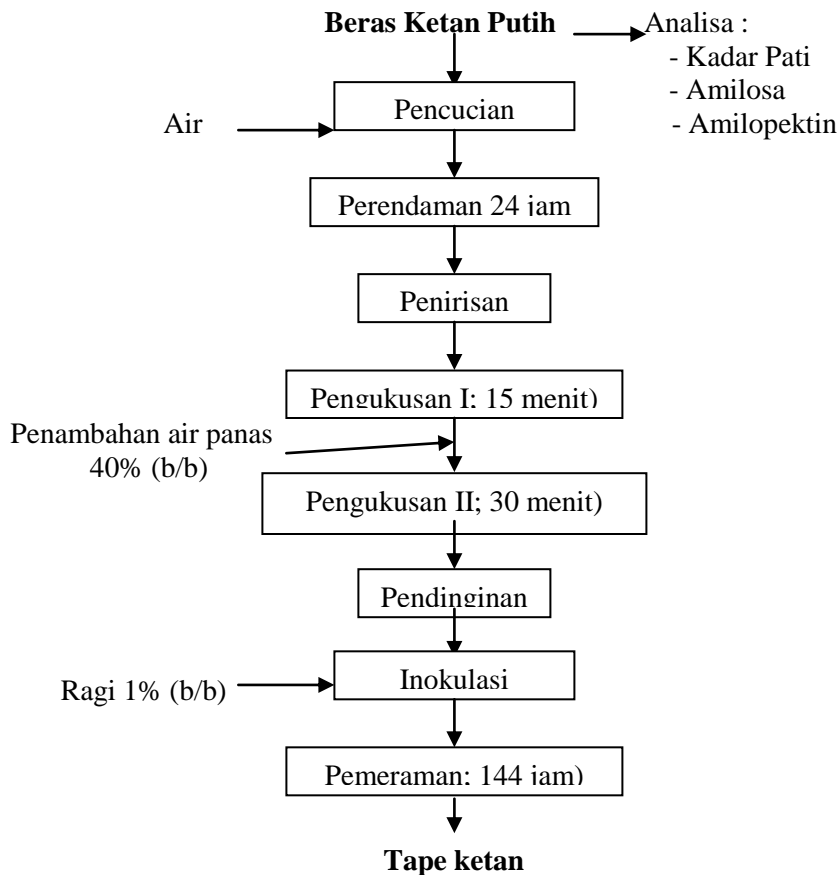 Beras Ketan Putih
Analisa :
- Kadar Pati
- Amilosa
- Amilopektin
Pencucian
Air
Perendaman 24 jam
Penirisan
Pengukusan I; 15 menit)
Penambahan air panas
40% (b/b)
Pengukusan II; 30 menit)
Pendinginan
Inokulasi
Ragi 1% (b/b)
Pemeraman; 144 jam)
Tape ketan